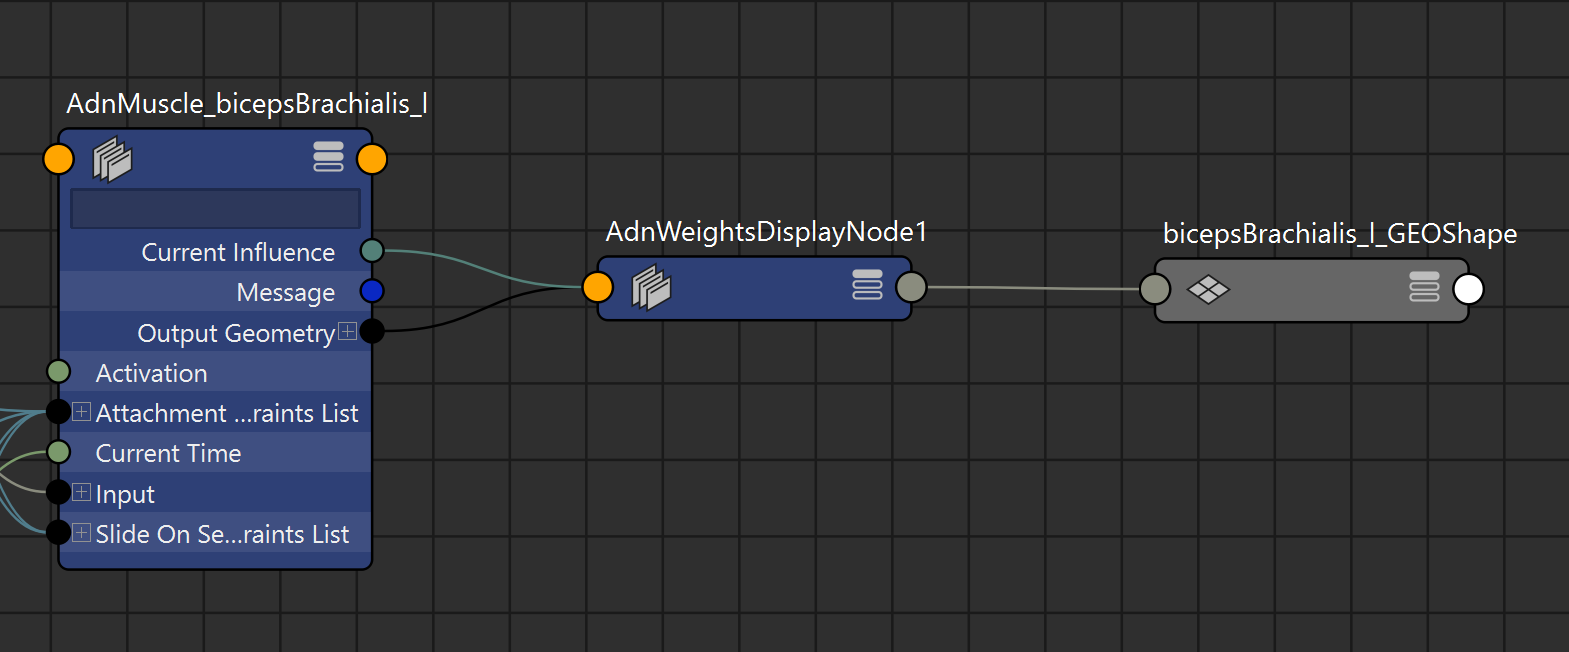 AdnMuscle_bicepsBrachialis_l
Current Influence
Message
Output Geometry
Activation
Attachment ...raints List
Current Time
Input
Slide On Se...raints List
AdnWeightsDisplayNode1
bicepsBrachialis_l_GEOShape